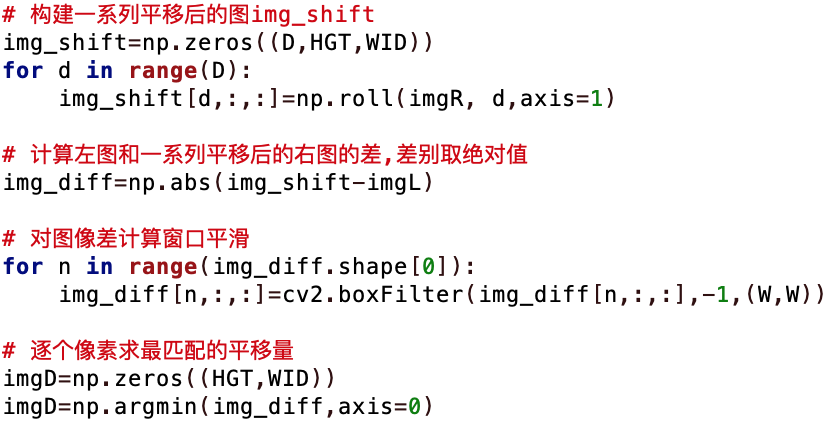 # 构建一系列平移后的图img_shift
img_shift=np.zeros((D,HGT,WID))
for d in range(D):
    img_shift[d,:,:]=np.roll(imgR, d,axis=1)
# 计算左图和一系列平移后的右图的差,差别取绝对值
img_diff=np.abs(img_shift-imgL)
# 对图像差计算窗口平滑
for n in range(img_diff.shape[0]):
    img_diff[n,:,:]=cv2.boxFilter(img_diff[n,:,:],-1,(W,W))
# 逐个像素求最匹配的平移量
imgD=np.zeros((HGT,WID))
imgD=np.argmin(img_diff,axis=0)